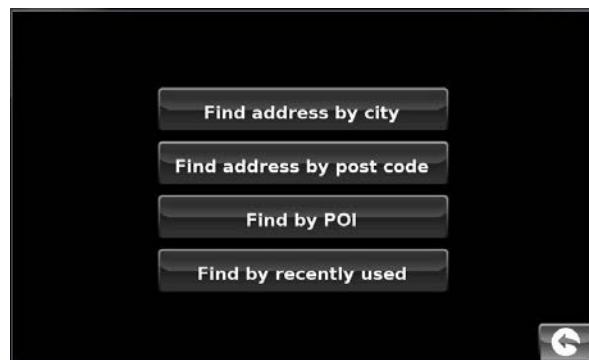 Find address by city
Find address by post code
Find by POI
Find by recently used